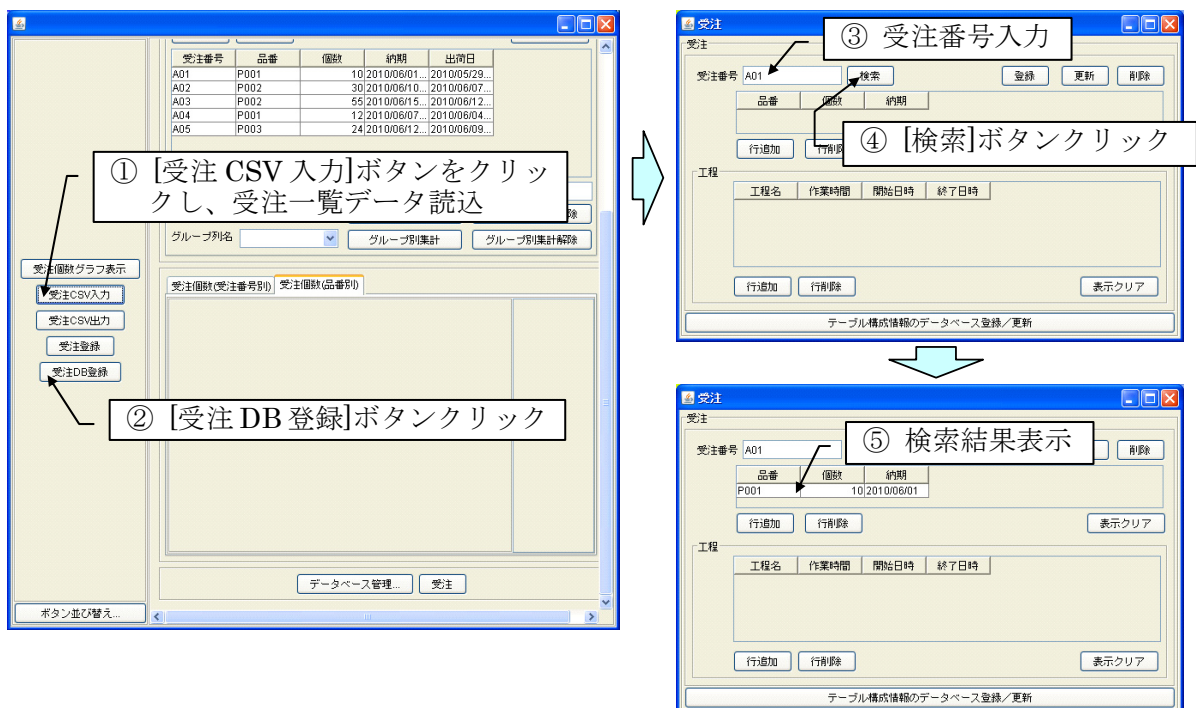 受注番号 品番 個数 納期 出荷日
A01 P001 10 2010/06/01... 2010/05/29...
A02 P002 30 2010/06/10... 2010/06/07...
A03 P002 55 2010/06/15... 2010/06/12...
A04 P001 12 2010/06/07... 2010/06/04...
A05 P003 24 2010/06/12... 2010/06/09...
① [受注 CSV 入力]ボタンをクリッ
クし、受注一覧データ読込
除
グループ列名 グループ別集計 グループ別集計解除
受注個数グラフ表示
受注CSV入力
受注CSV出力
受注登録
受注DB登録
受注個数(受注番号別) 受注個数(品番別)
② [受注 DB 登録]ボタンクリック
データベース管理... 受注
ボタン並び替え...
受注
受注
③ 受注番号入力
受注番号 A01 検索 登録 更新 削除
品番 個数 納期
④ [検索]ボタンクリック
行追加 行削除
工程
工程名 作業時間 開始日時 終了日時
行追加 行削除 表示クリア
テーブル構成情報のデータベース登録/更新
受注
受注
⑤ 検索結果表示
受注番号 A01 削除
品番 個数 納期
P001 10 2010/06/01
行追加 行削除 表示クリア
工程
工程名 作業時間 開始日時 終了日時
行追加 行削除 表示クリア
テーブル構成情報のデータベース登録/更新